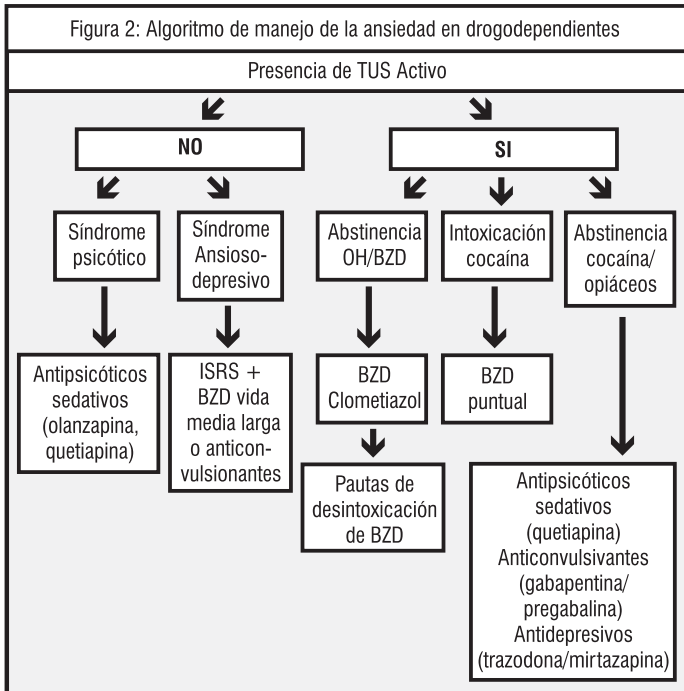 Figura 2: Algoritmo de manejo de la ansiedad en drogodependientes
Presencia de TUS Activo
NO
SI
Síndrome
psicótico
Síndrome
Ansioso-
depresivo
Abstinencia
OH/BZD
Intoxicación
cocaína
Abstinencia
cocaína/
opiáceos
Antipsicóticos
sedativos
(olanzapina,
quetiapina)
ISRS +
BZD vida
media larga
o anticon-
vulsionantes
BZD
Clometiazol
BZD
puntual
Pautas de
desintoxicación
de BZD
Antipsicóticos
sedativos
(quetiapina)
Anticonvulsivantes
(gabapentina/
pregabalina)
Antidepresivos
(trazodona/mirtazapina)